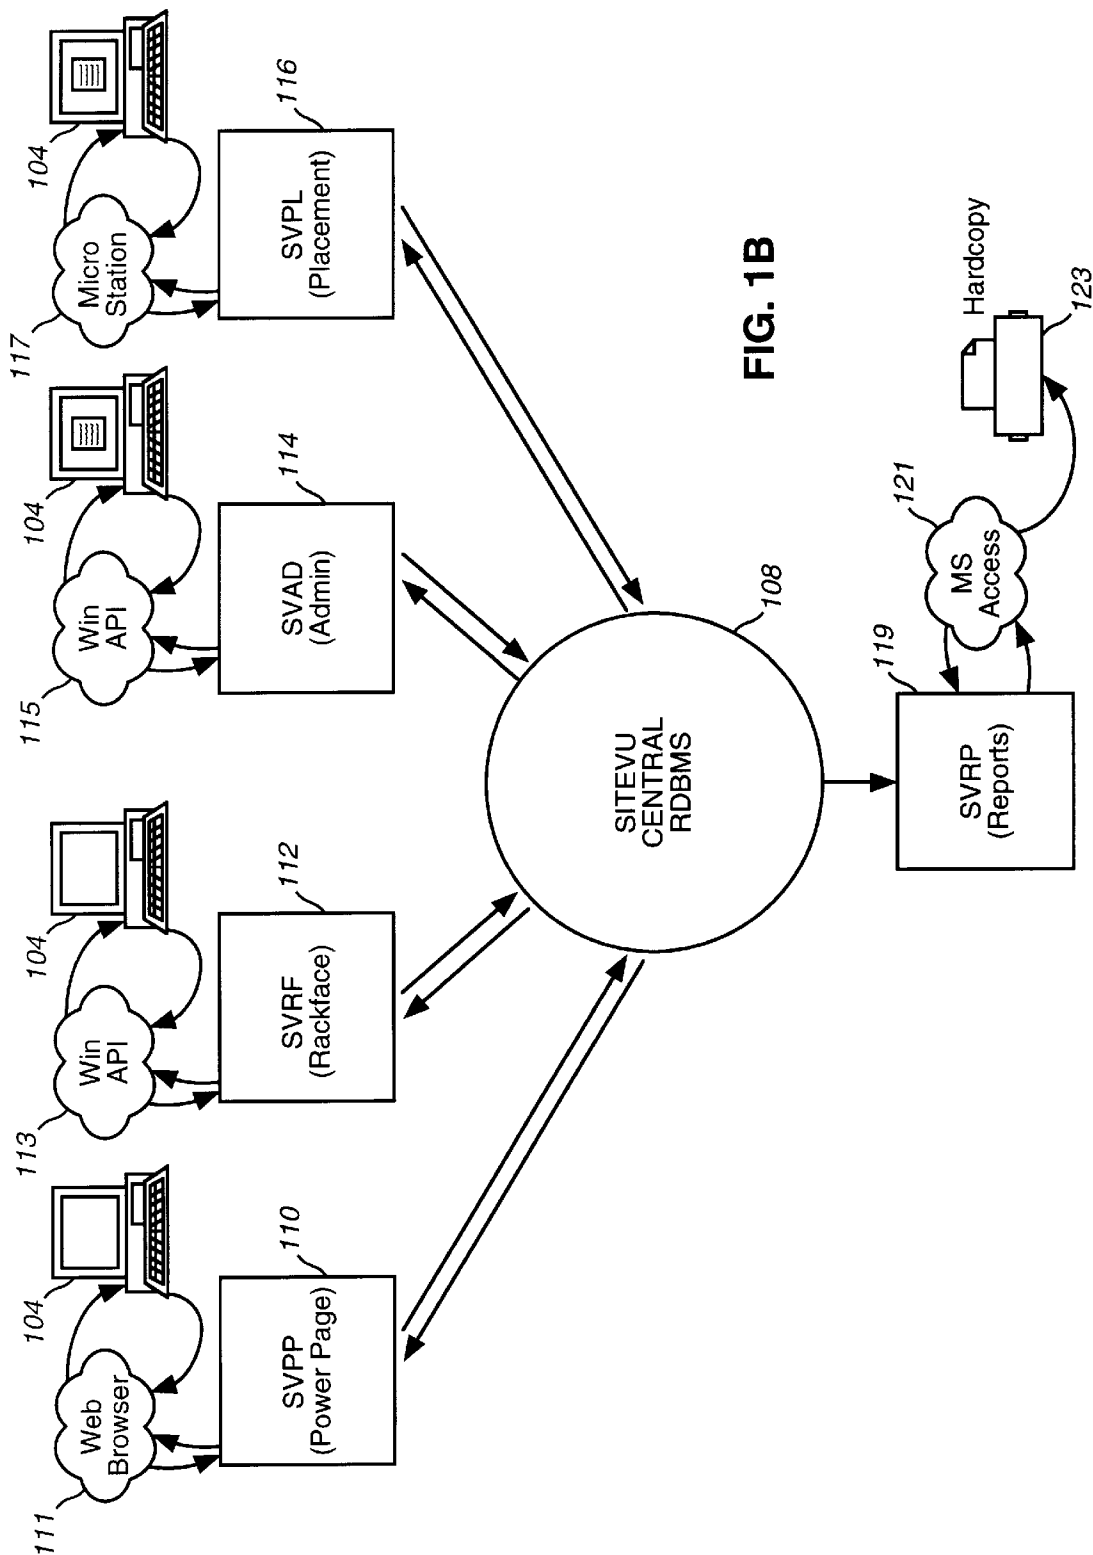 111
Web
Browser
104
SVPP
(Power Page)
110
113
Win
API
104
SVRF
(Rackface)
112
115
Win
API
104
SVAD
(Admin)
114
117
Micro
Station
104
SVPL
(Placement)
116
SITEVU
CENTRAL
RDBMS
108
SVRP
(Reports)
119
MS
Access
121
Hardcopy
123
FIG. 1B